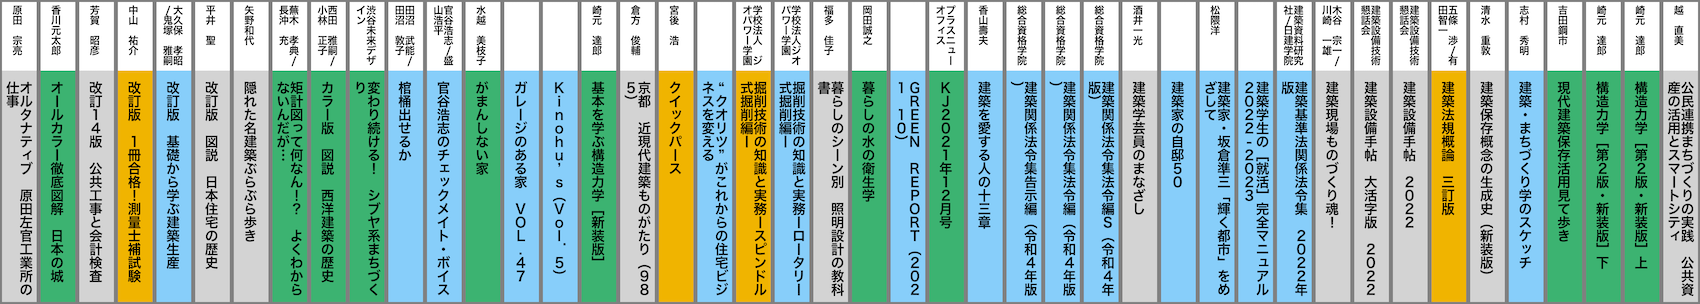 越 直美
公民連携まちづくりの実践 公共資
産の活用とスマートシティ
崎元 達郎
構造力学［第２版・新装版］ 上
崎元 達郎
構造力学［第２版・新装版］ 下
吉田鋼市
現代建築保存活用見て歩き
志村 秀明
建築・まちづくり学のスケッチ
清水 重敦
建築保存概念の生成史（新装版）
五條 渉/有
田智一
建築法規概論 三訂版
建築設備技術
懇話会
建築設備手帖 ２０２２
建築設備技術
懇話会
建築設備手帖 大活字版 ２０２２
木谷 宗一/
川崎 一雄
建築現場ものづくり魂！
建築資料研究
社/日建学院
建築基準法関係法令集 ２０２２年
版
建築学生の［就活］完全マニュアル
２０２２-２０２３
松隈洋
建築家・坂倉準三「輝く都市」をめ
ざして
建築家の自邸５０
酒井一光
建築学芸員のまなざし
総合資格学院
建築関係法令集法令編Ｓ（令和４年
版）
総合資格学院
建築関係法令集法令編（令和４年版
）
総合資格学院
建築関係法令集告示編（令和４年版
）
香山壽夫
建築を愛する人の十三章
プラスニュー
オフィス
ＫＪ２０２１年１２月号
ＧＲＥＥＮ ＲＥＰＯＲＴ（２０２
１ １０）
岡田誠之
暮らしの水の衛生学
福多 佳子
暮らしのシーン別 照明設計の教科
書
学校法人ジオ
パワー学園
掘削技術の知識と実務ーロータリー
式掘削編ー
学校法人 ジ
オパワー学園
掘削技術の知識と実務ースピンドル
式掘削編ー
“クオリツ”がこれからの住宅ビジ
ネスを変える
宮後 浩
クイックパース
倉方 俊輔
京都 近現代建築ものがたり（９８
５）
崎元 達郎
基本を学ぶ構造力学［新装版］
Ｋｉｎｏｈｕ'ｓ（Ｖｏｌ.５）
ガレージのある家 ＶＯＬ.４７
水越 美枝子
がまんしない家
官谷浩志/盛
山浩平
官谷浩志のチェックメイト・ボイス
田沼 武能/
田沼 敦子
棺桶出せるか
渋谷未来デザ
イン
変わり続ける！ シブヤ系まちづく
り
西田 雅嗣/
小林 正子
カラー版 図説 西洋建築の歴史
蕪木 孝典/
長沖 充
矩計図って何なん！？ よくわから
ないんだが…
矢野和代
隠れた名建築ぶらぶら歩き
平井 聖
改訂版 図説 日本住宅の歴史
大久保 孝昭
/鬼塚 雅嗣
改訂版 基礎から学ぶ建築生産
中山 祐介
改訂版 １冊合格！測量士補試験
芳賀 昭彦
改訂１４版 公共工事と会計検査
香川元太郎
オールカラー徹底図解 日本の城
原田 宗亮
オルタナティブ 原田左官工業所の
仕事